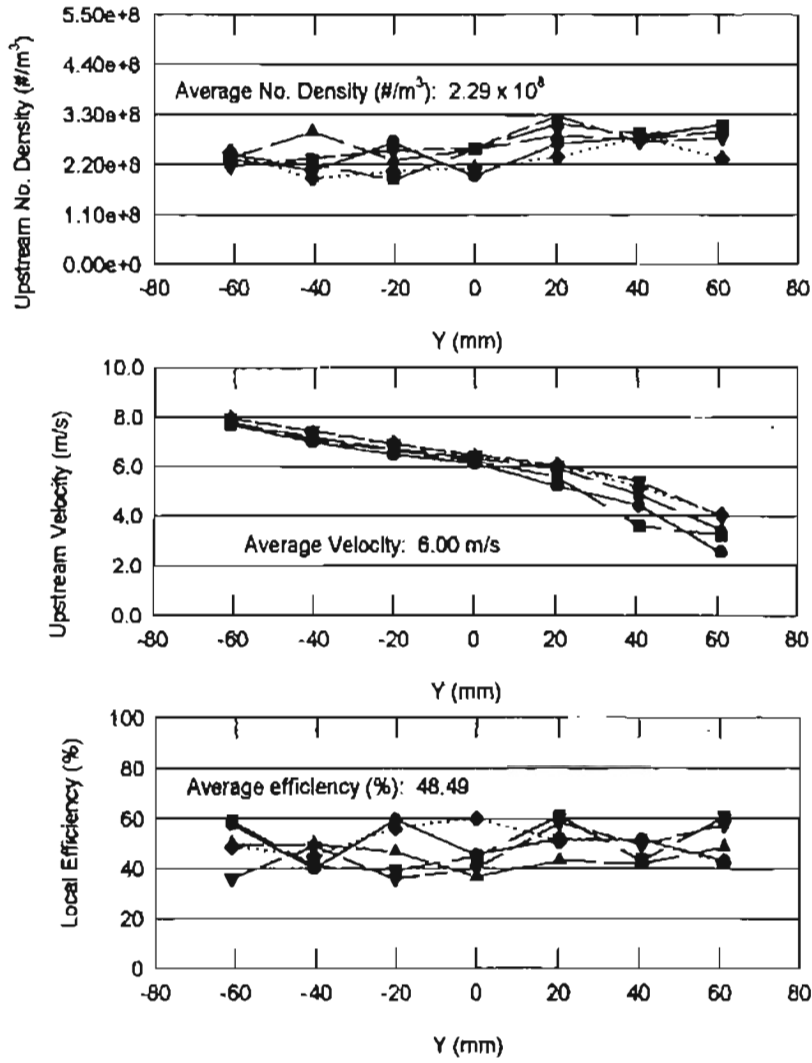 Upstream No. Density (#/m³)
5.50e+8
4.40e+8
3.30e+8
2.20e+8
1.10e+8
0.00e+0
Average No. Density (#/m³): 2.29 x 10⁸
-80 -60 -40 -20 0 20 40 60 80
Y (mm)
Upstream Velocity (m/s)
10.0
8.0
6.0
4.0
2.0
0.0
Average Velocity: 6.00 m/s
-80 -60 -40 -20 0 20 40 60 80
Y (mm)
Local Efficiency (%)
100
80
60
40
20
0
Average efficiency (%): 48.49
-80 -60 -40 -20 0 20 40 60 80
Y (mm)